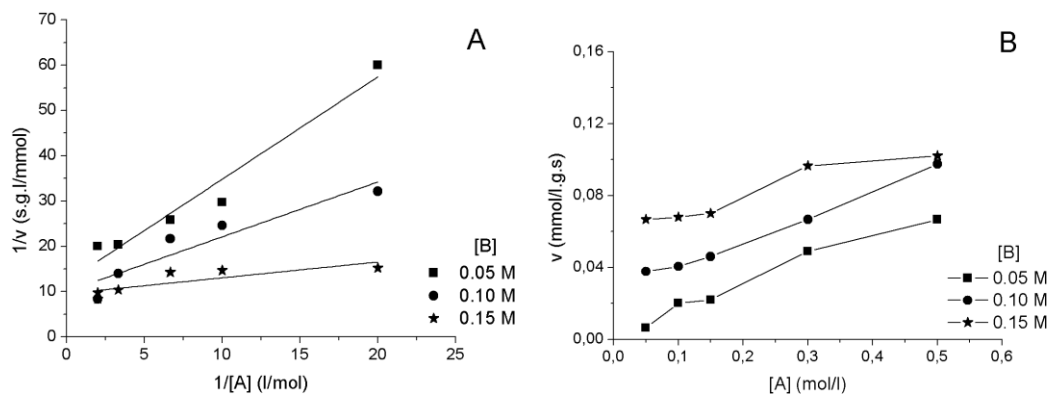 A
70
60
50
40
30
20
10
0
1/v (s.g.l/mmol)
0 5 10 15 20 25
1/[A] (l/mol)
[B]
0.05 M
0.10 M
0.15 M
B
0,16
0,12
0,08
0,04
0,00
v (mmol/l.g.s)
0,0 0,1 0,2 0,3 0,4 0,5 0,6
[A] (mol/l)
[B]
0.05 M
0.10 M
0.15 M